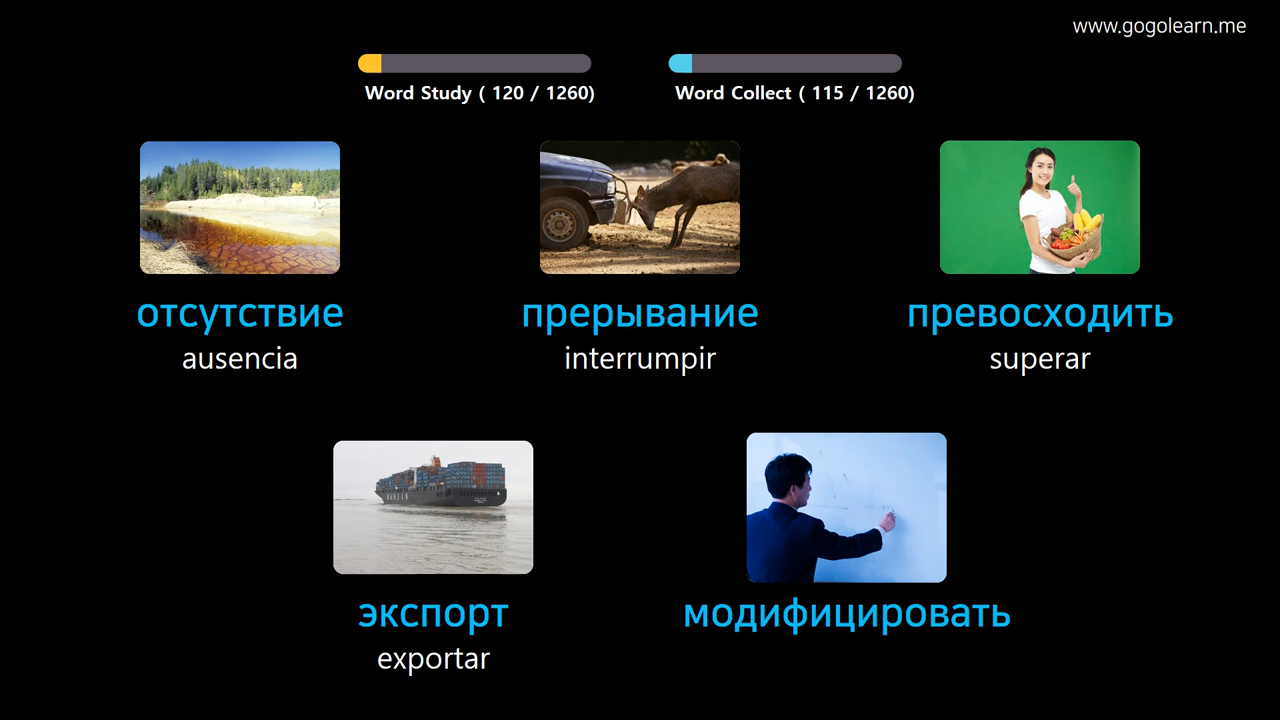 www.gogolearn.me
Word Study ( 120 / 1260)
Word Collect ( 115 / 1260)
отсутствие
ausencia
прерывание
interrumpir
превосходить
superar
экспорт
exportar
модифицировать